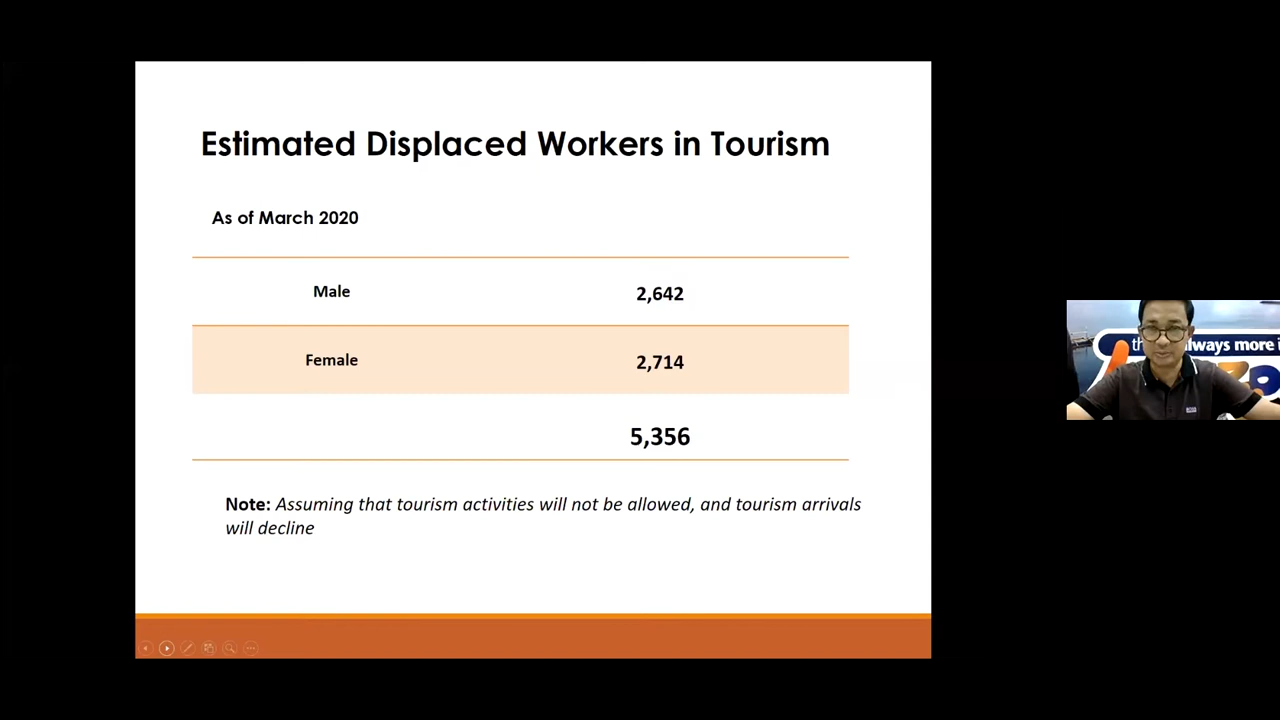 Estimated Displaced Workers in Tourism
As of March 2020
Male 2,642
Female 2,714
5,356
Note: Assuming that tourism activities will not be allowed, and tourism arrivals
will decline
always more